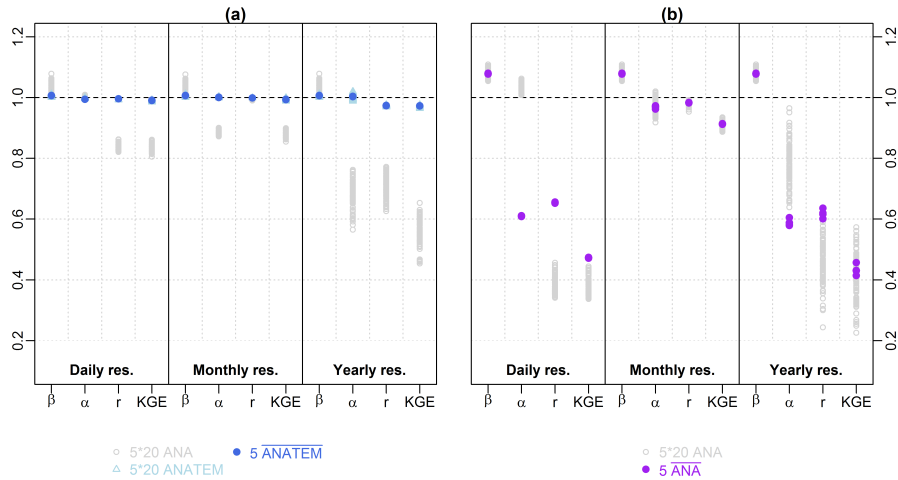 (a) (b)
1.2 1.2
1.0 1.0
0.8 0.8
0.6 0.6
0.4 0.4
0.2 0.2
Daily res. Monthly res. Yearly res. Daily res. Monthly res. Yearly res.
β α r KGE β α r KGE β α r KGE β α r KGE β α r KGE β α r KGE
5*20 ANA 5 ANATEM 5*20 ANA
5*20 ANATEM 5 ANA